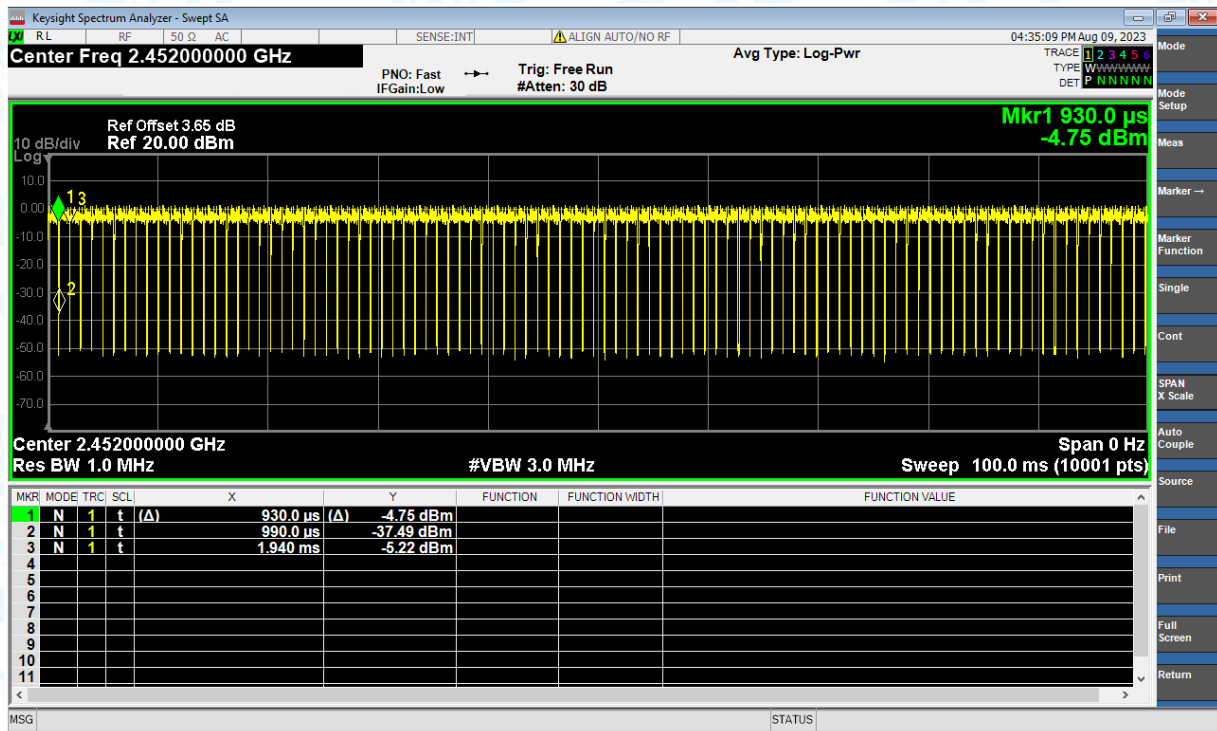 Keysight Spectrum Analyzer - Swept SA
LXI RL RF 50 Ω AC SENSE:INT ALIGN AUTO/NO RF 04:35:09 PM Aug 09, 2023
Center Freq 2.452000000 GHz
PNO: Fast
IFGain:Low
Trig: Free Run
#Atten: 30 dB
Avg Type: Log-Pwr
TRACE 1 2 3 4 5 6
TYPE WWWWWW
DET P N N N N N
Ref Offset 3.65 dB
10 dB/div Ref 20.00 dBm
Log
Mkr1 930.0 µs
-4.75 dBm
10.0
0.00
-10.0
-20.0
-30.0
-40.0
-50.0
-60.0
-70.0
1 3
2
Center 2.452000000 GHz Span 0 Hz
Res BW 1.0 MHz #VBW 3.0 MHz Sweep 100.0 ms (10001 pts)
MKR MODE TRC SCL X Y FUNCTION FUNCTION WIDTH FUNCTION VALUE
1 N 1 t (Δ) 930.0 µs (Δ) -4.75 dBm
2 N 1 t 990.0 µs -37.49 dBm
3 N 1 t 1.940 ms -5.22 dBm
4
5
6
7
8
9
10
11
MSG STATUS
Mode
Mode
Setup
Meas
Marker →
Marker
Function
Single
Cont
SPAN
X Scale
Auto
Couple
Source
File
Print
Full
Screen
Return